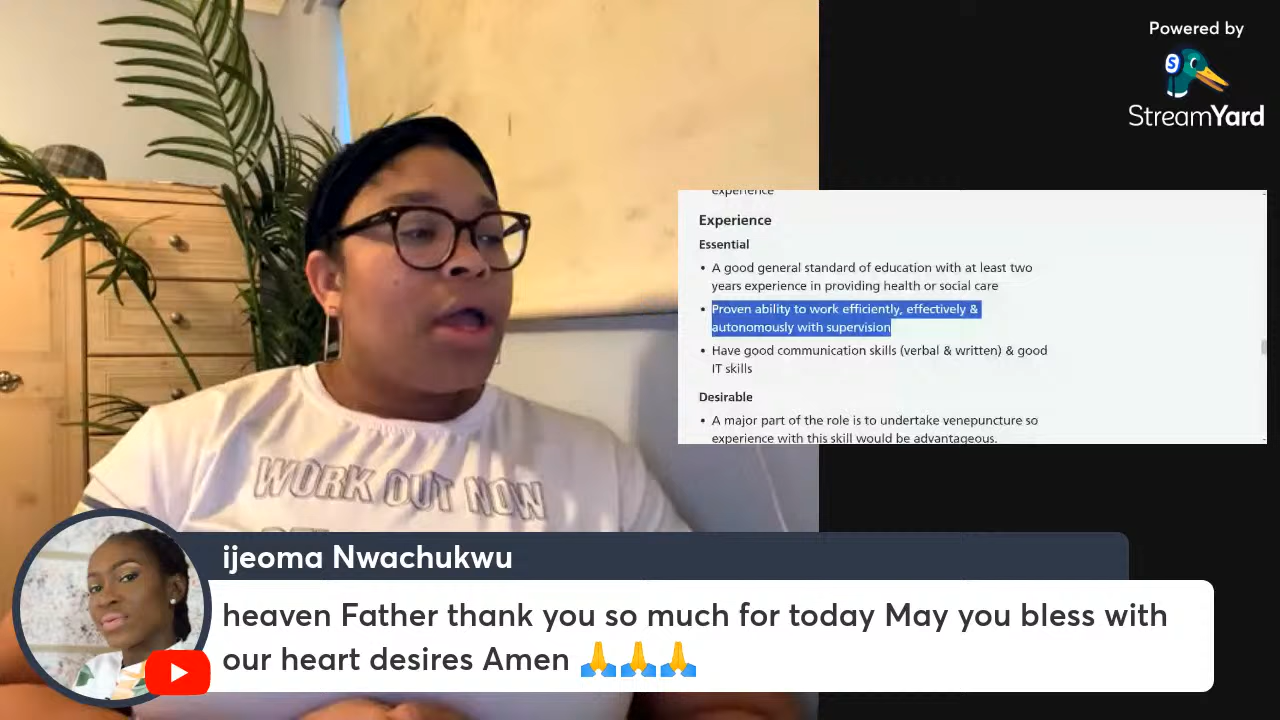 Powered by
StreamYard
experience
Experience
Essential
• A good general standard of education with at least two
years experience in providing health or social care
• Proven ability to work efficiently, effectively &
autonomously with supervision
• Have good communication skills (verbal & written) & good
IT skills
Desirable
• A major part of the role is to undertake venepuncture so
experience with this skill would be advantageous.
WORK OUT NOW
ijeoma Nwachukwu
heaven Father thank you so much for today May you bless with
our heart desires Amen 🙏🙏🙏